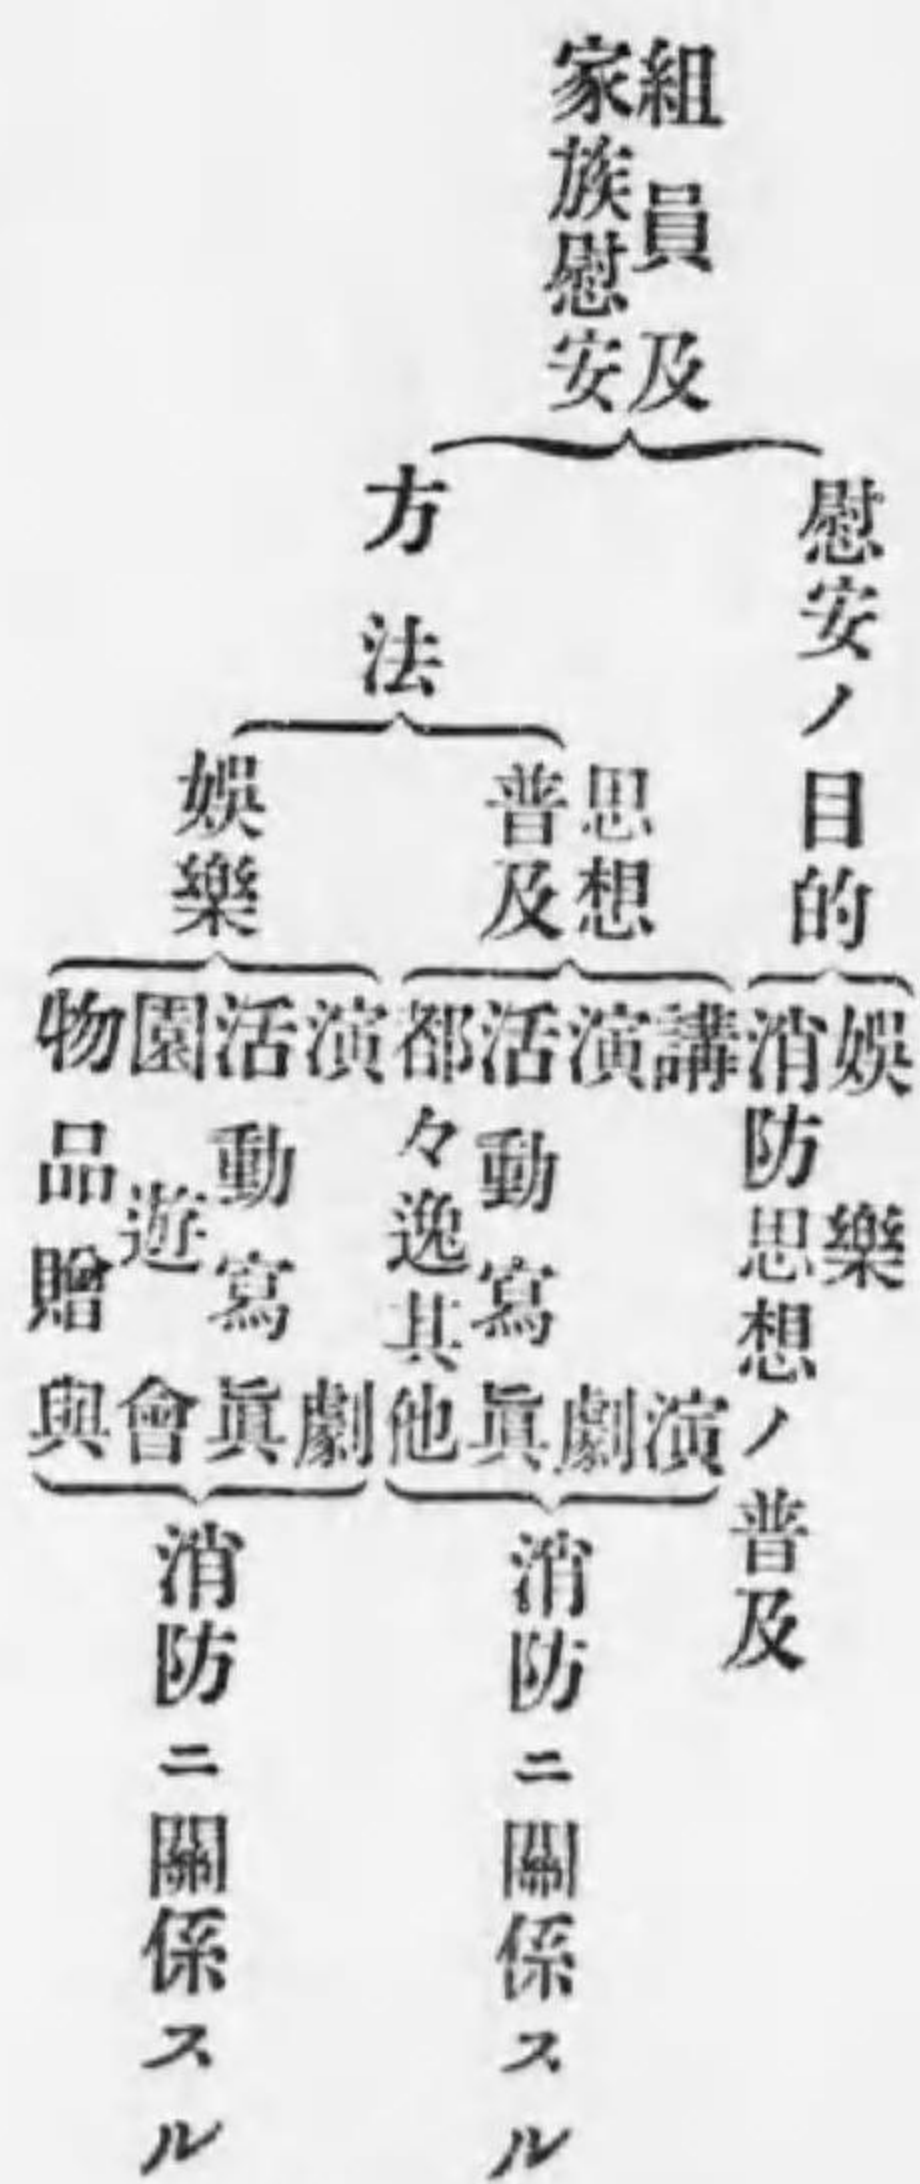 組員及
家族慰安
慰安ノ目的
娯樂
消防思想ノ普及
方法
思想
普及
講演
演劇
活動寫眞
都々逸其他
消防ニ關係スル
娯樂
演劇
活動寫眞
園遊會
物品贈與
消防ニ關係スル